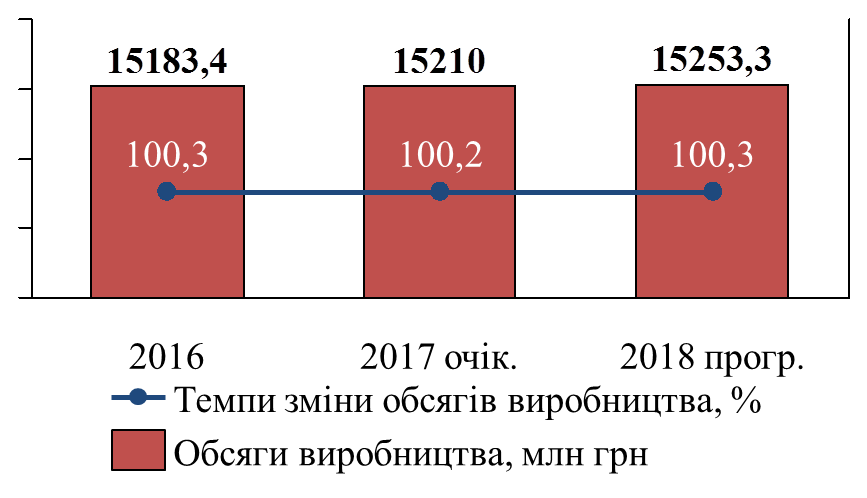 15183,4 15210 15253,3
100,3 100,2 100,3
2016 2017 очік. 2018 прогр.
Темпи зміни обсягів виробництва, %
Обсяги виробництва, млн грн